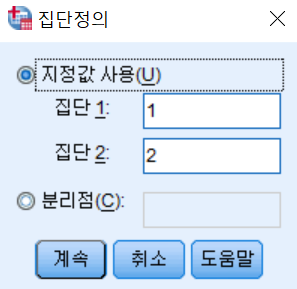 집단정의
지정값 사용(U)
집단 1: 1
집단 2: 2
분리점(C):
계속 취소 도움말